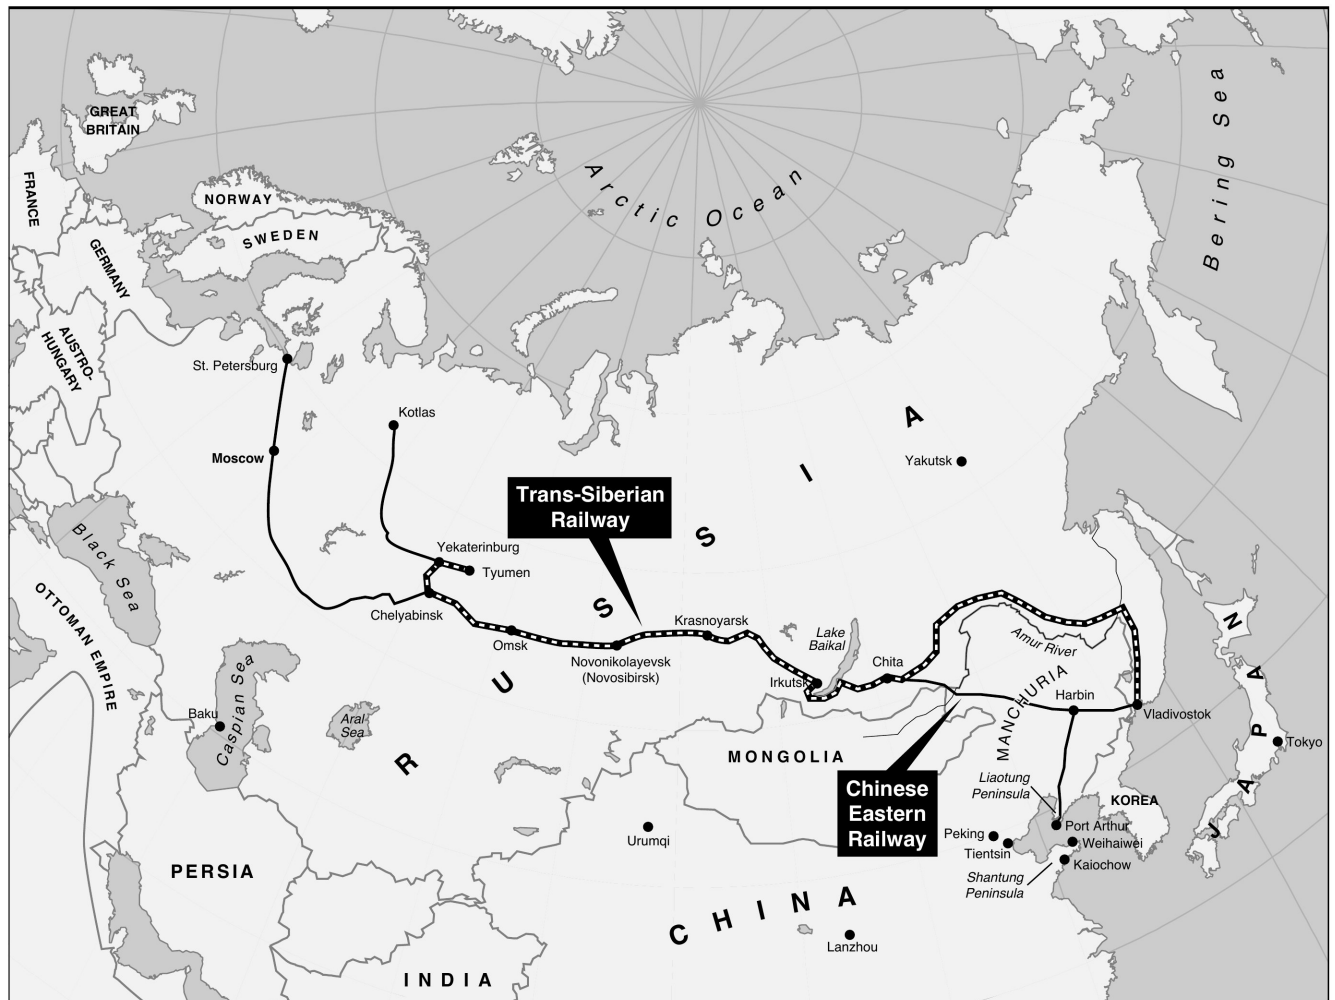 GREAT
BRITAIN
FRANCE
NORWAY
SWEDEN
GERMANY
AUSTRO-
HUNGARY
Arctic Ocean
Bering Sea
St. Petersburg
Kotlas
Moscow
Yakutsk
Trans-Siberian
Railway
Yekaterinburg
Tyumen
Chelyabinsk
Omsk
Novonikolayevsk
(Novosibirsk)
Krasnoyarsk
Lake
Baikal
Irkutsk
Chita
Amur River
MANCHURIA
Harbin
Vladivostok
RUSSIA
Black Sea
OTTOMAN EMPIRE
Baku
Caspian Sea
Aral
Sea
MONGOLIA
Chinese
Eastern
Railway
Liaotung
Peninsula
KOREA
JAPAN
Tokyo
Port Arthur
Peking
Weihaiwei
Tientsin
Kaiochow
Shantung
Peninsula
Urumqi
PERSIA
CHINA
Lanzhou
INDIA